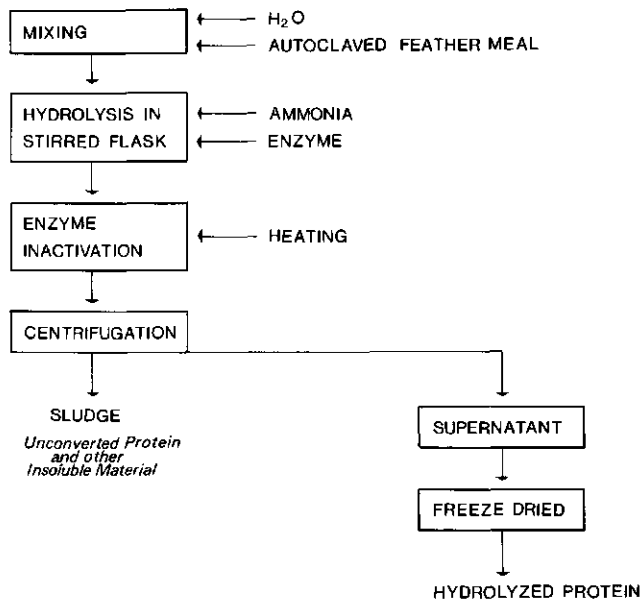 H₂O
MIXING
AUTOCLAVED FEATHER MEAL
HYDROLYSIS IN
STIRRED FLASK
AMMONIA
ENZYME
ENZYME
INACTIVATION
HEATING
CENTRIFUGATION
SLUDGE
Unconverted Protein
and other
Insoluble Material
SUPERNATANT
FREEZE DRIED
HYDROLYZED PROTEIN